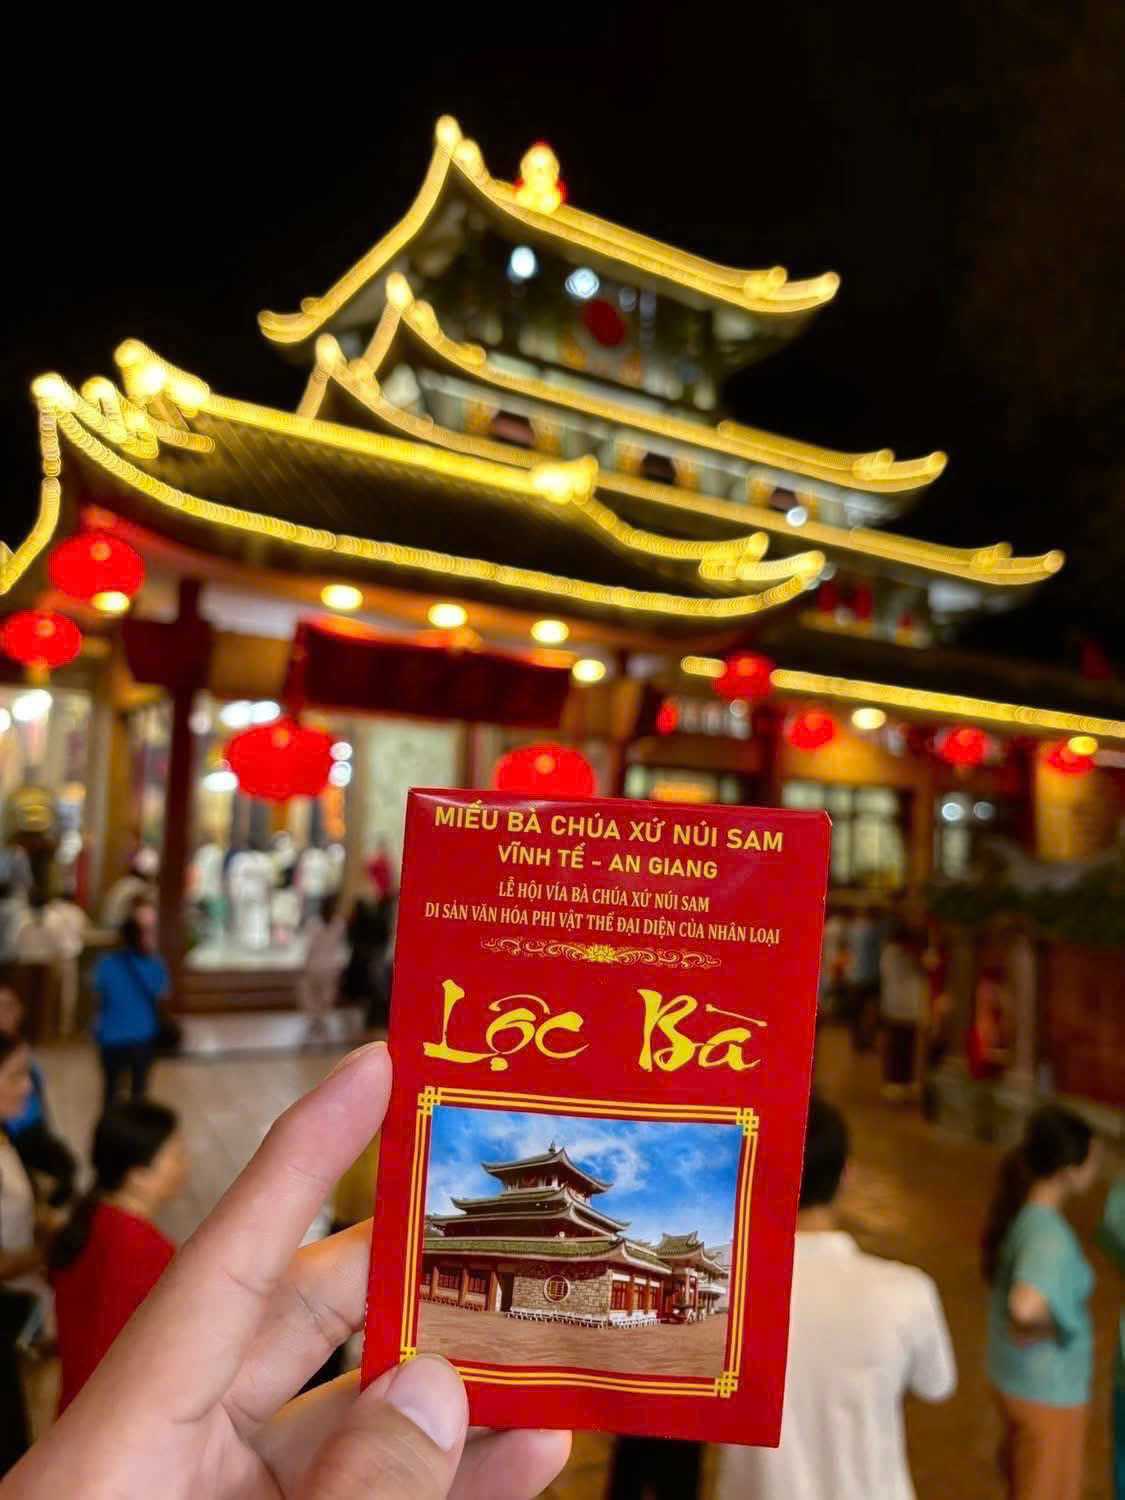 MIẾU BÀ CHÚA XỨ NÚI SAM
VĨNH TẾ - AN GIANG
LỄ HỘI VÍA BÀ CHÚA XỨ NÚI SAM
DI SẢN VĂN HÓA PHI VẬT THỂ ĐẠI DIỆN CỦA NHÂN LOẠI
Lộc Bà